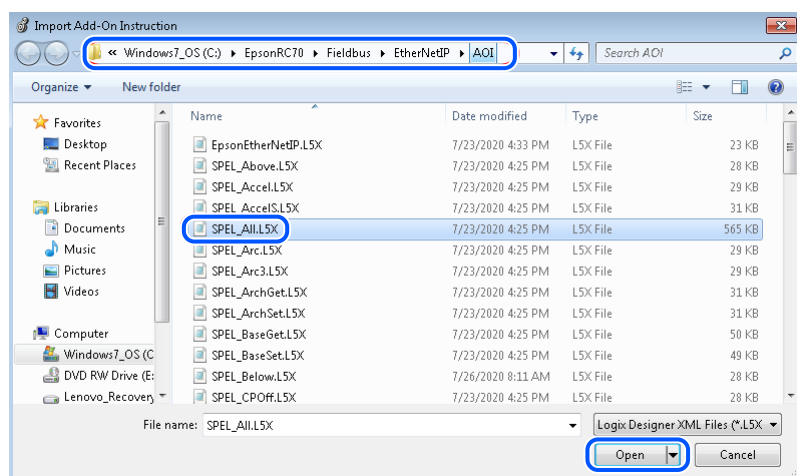 Import Add-On Instruction
« Windows7_OS (C:) ▸ EpsonRC70 ▸ Fieldbus ▸ EtherNetIP ▸ AOI
Search AOI
Organize ▾ New folder
Favorites
Desktop
Recent Places
Libraries
Documents
Music
Pictures
Videos
Computer
Windows7_OS (C
DVD RW Drive (E:
Lenovo_Recovery
Name Date modified Type Size
EpsonEtherNetIP.L5X 7/23/2020 4:33 PM L5X File 23 KB
SPEL_Above.L5X 7/23/2020 4:25 PM L5X File 28 KB
SPEL_Accel.L5X 7/23/2020 4:25 PM L5X File 29 KB
SPEL_AccelS.L5X 7/23/2020 4:25 PM L5X File 31 KB
SPEL_All.L5X 7/23/2020 4:25 PM L5X File 565 KB
SPEL_Arc.L5X 7/23/2020 4:25 PM L5X File 29 KB
SPEL_Arc3.L5X 7/23/2020 4:25 PM L5X File 29 KB
SPEL_ArchGet.L5X 7/23/2020 4:25 PM L5X File 31 KB
SPEL_ArchSet.L5X 7/23/2020 4:25 PM L5X File 31 KB
SPEL_BaseGet.L5X 7/23/2020 4:25 PM L5X File 50 KB
SPEL_BaseSet.L5X 7/23/2020 4:25 PM L5X File 49 KB
SPEL_Below.L5X 7/26/2020 8:11 AM L5X File 28 KB
SPEL_CPOff.L5X 7/23/2020 4:25 PM L5X File 28 KB
File name: SPEL_All.L5X
Logix Designer XML Files (*.L5X
Open
Cancel